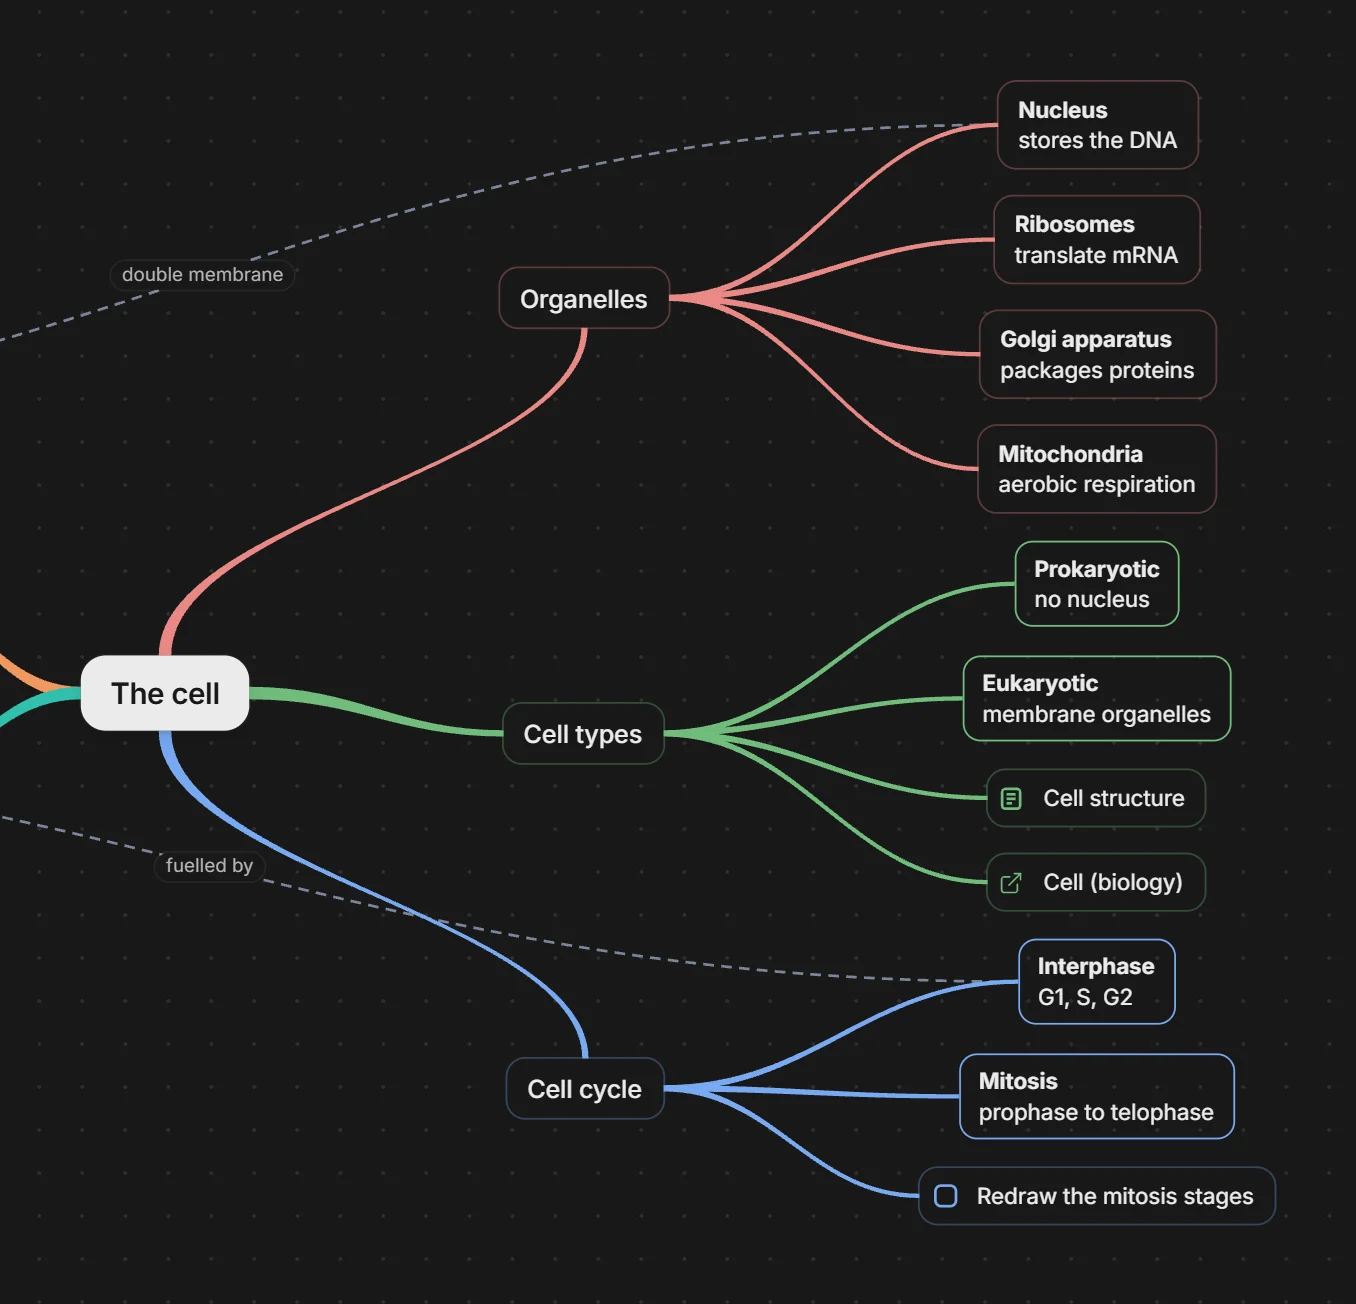 Nucleus
stores the DNA
Ribosomes
translate mRNA
double membrane
Organelles
Golgi apparatus
packages proteins
Mitochondria
aerobic respiration
Prokaryotic
no nucleus
The cell
Eukaryotic
membrane organelles
Cell types
Cell structure
fuelled by
Cell (biology)
Interphase
G1, S, G2
Cell cycle
Mitosis
prophase to telophase
Redraw the mitosis stages